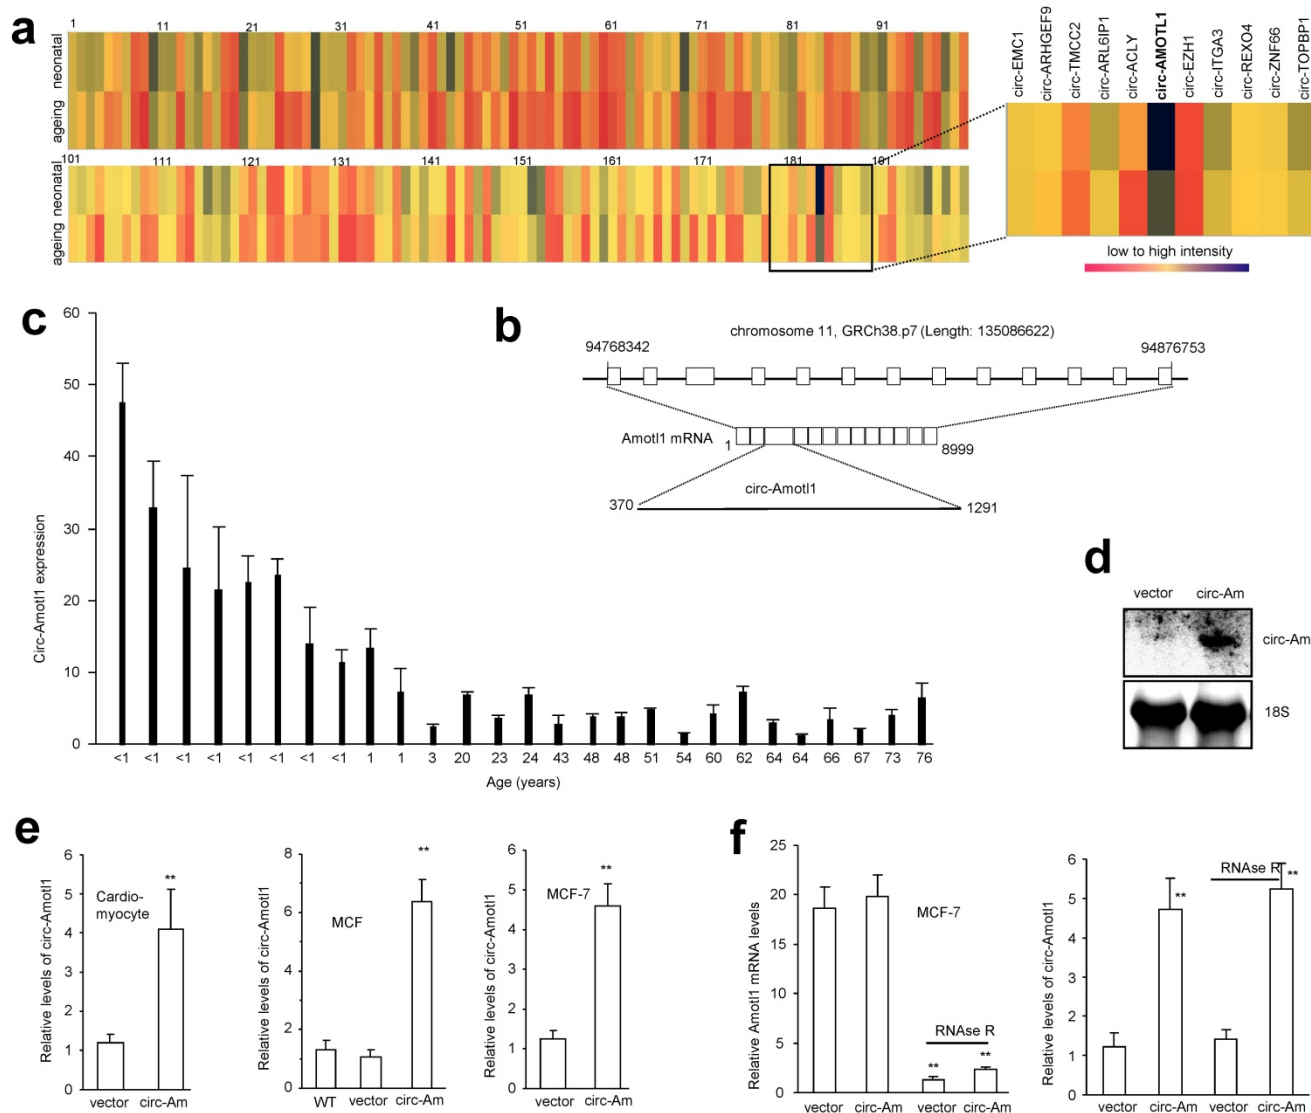 a
1 11 21 31 41 51 61 71 81 91
neonatal
ageing
101 111 121 131 141 151 161 171 181 191
neonatal
ageing
circ-EMC1
circ-ARHGEF9
circ-TMCC2
circ-ARL6IP1
circ-ACLY
circ-AMOTL1
circ-EZH1
circ-ITGA3
circ-REXO4
circ-ZNF66
circ-TOPBP1
low to high intensity
c
Circ-Amotl1 expression
60
50
40
30
20
10
0
<1 <1 <1 <1 <1 <1 <1 <1 1 1 3 20 23 24 43 48 48 51 54 60 62 64 64 66 67 73 76
Age (years)
b
chromosome 11, GRCh38.p7 (Length: 135086622)
94768342 94876753
Amotl1 mRNA 1 8999
circ-Amotl1
370 1291
d
vector circ-Am
circ-Am
18S
e
Relative levels of circ-Amotl1
6
5
4
3
2
1
0
Cardio-
myocyte
**
vector circ-Am
Relative levels of circ-Amotl1
8
6
4
2
0
MCF
**
WT vector circ-Am
Relative levels of circ-Amotl1
6
5
4
3
2
1
0
MCF-7
**
vector circ-Am
f
Relative Amotl1 mRNA levels
25
20
15
10
5
0
MCF-7
RNAse R
** **
vector circ-Am vector circ-Am
Relative levels of circ-Amotl1
6
5
4
3
2
1
0
RNAse R
** **
vector circ-Am vector circ-Am